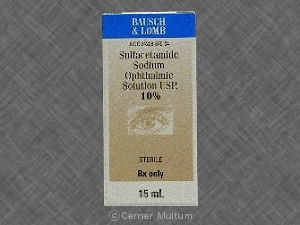 BAUSCH
& LOMB
Sulfacetamide
Sodium
Ophthalmic
Solution USP,
10%
STERILE
Rx only
15 mL
© Cerner Multum